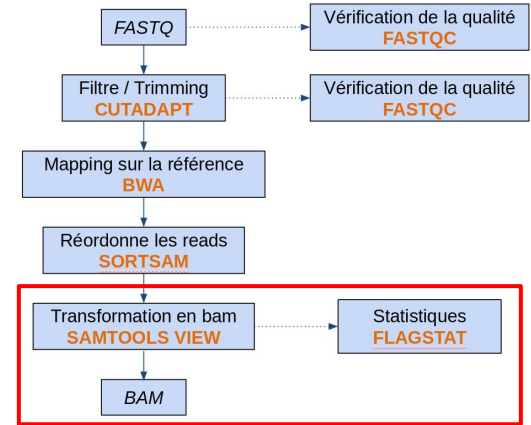 FASTQ
Vérification de la qualité
FASTQC
Filtre / Trimming
CUTADAPT
Vérification de la qualité
FASTQC
Mapping sur la référence
BWA
Réordonne les reads
SORTSAM
Transformation en bam
SAMTOOLS VIEW
Statistiques
FLAGSTAT
BAM